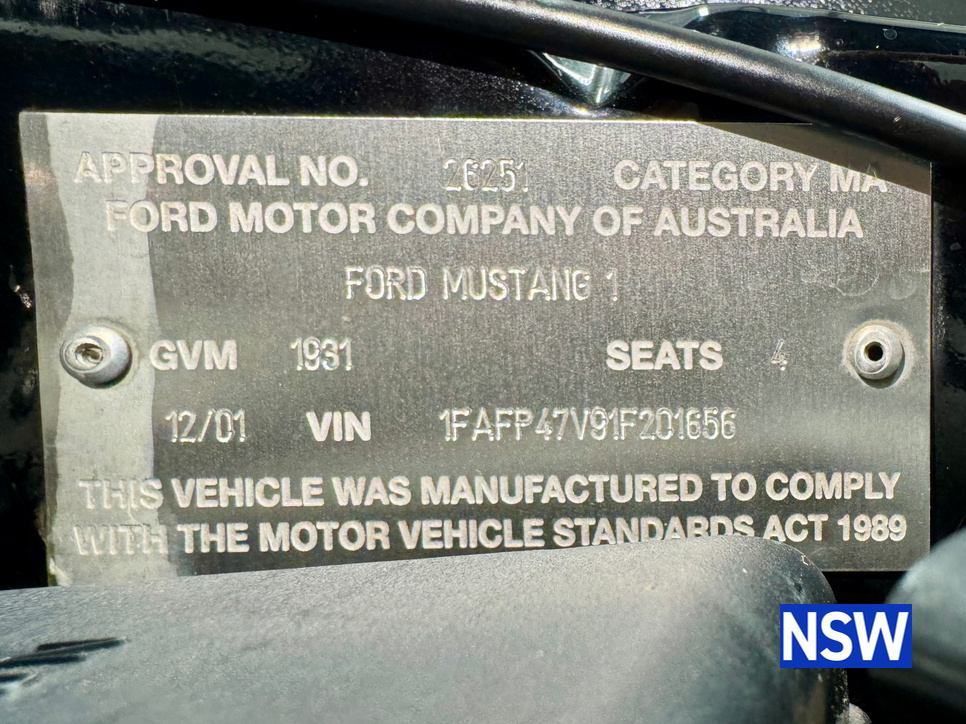 APPROVAL NO. 26251 CATEGORY MA
FORD MOTOR COMPANY OF AUSTRALIA
FORD MUSTANG 1
GVM 1931 SEATS 4
12/01 VIN 1FAFP47V91F201656
THIS VEHICLE WAS MANUFACTURED TO COMPLY
WITH THE MOTOR VEHICLE STANDARDS ACT 1989
NSW